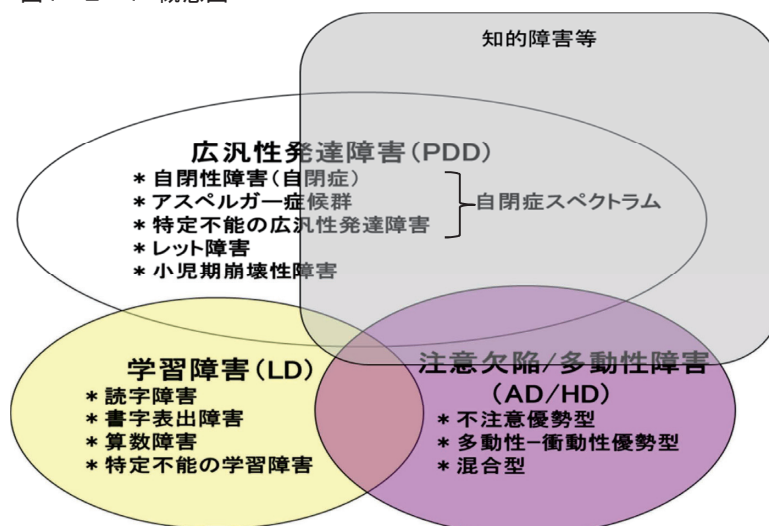 知的障害等
広汎性発達障害(PDD)
* 自閉性障害(自閉症)
* アスペルガー症候群
* 特定不能の広汎性発達障害
自閉症スペクトラム
* レット障害
* 小児期崩壊性障害
学習障害(LD)
* 読字障害
* 書字表出障害
* 算数障害
* 特定不能の学習障害
注意欠陥/多動性障害
(AD/HD)
* 不注意優勢型
* 多動性-衝動性優勢型
* 混合型